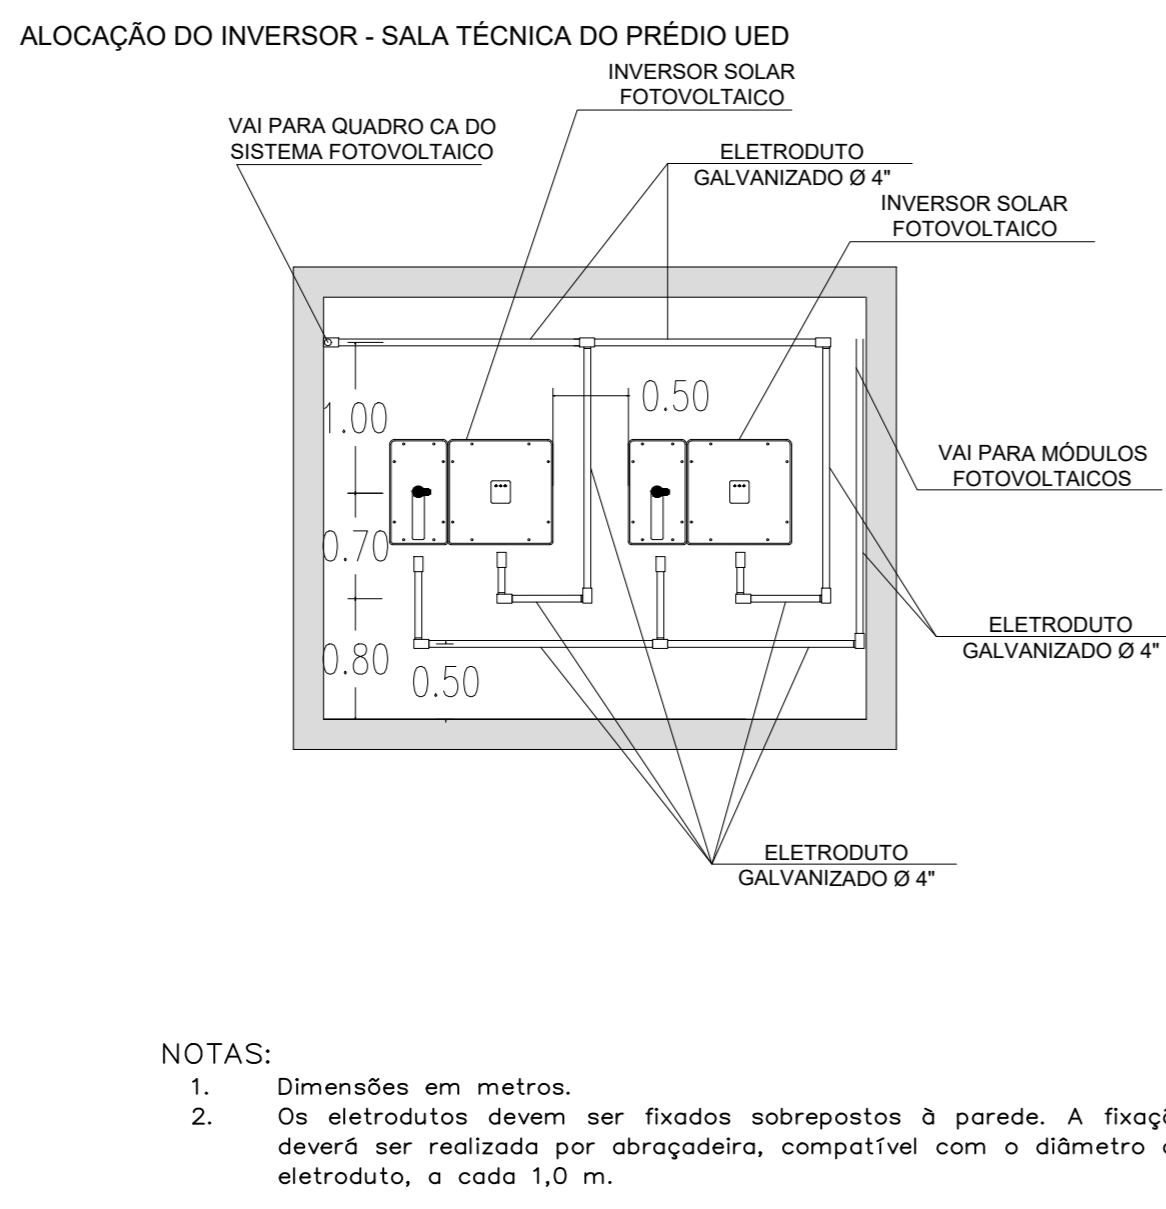 ALOCAÇÃO DO INVERSOR - SALA TÉCNICA DO PRÉDIO UED
INVERSOR SOLAR
FOTOVOLTAICO
VAI PARA QUADRO CA DO
SISTEMA FOTOVOLTAICO
ELETRODUTO
GALVANIZADO Ø 4"
INVERSOR SOLAR
FOTOVOLTAICO
0.50
1.00
VAI PARA MÓDULOS
FOTOVOLTAICOS
0.70
ELETRODUTO
GALVANIZADO Ø 4"
0.80
0.50
ELETRODUTO
GALVANIZADO Ø 4"
NOTAS:
1. Dimensões em metros.
2. Os eletrodutos devem ser fixados sobrepostos à parede. A
deverá ser realizada por abraçadeira, compatível com o diâmetro
eletroduto, a cada 1,0 m.